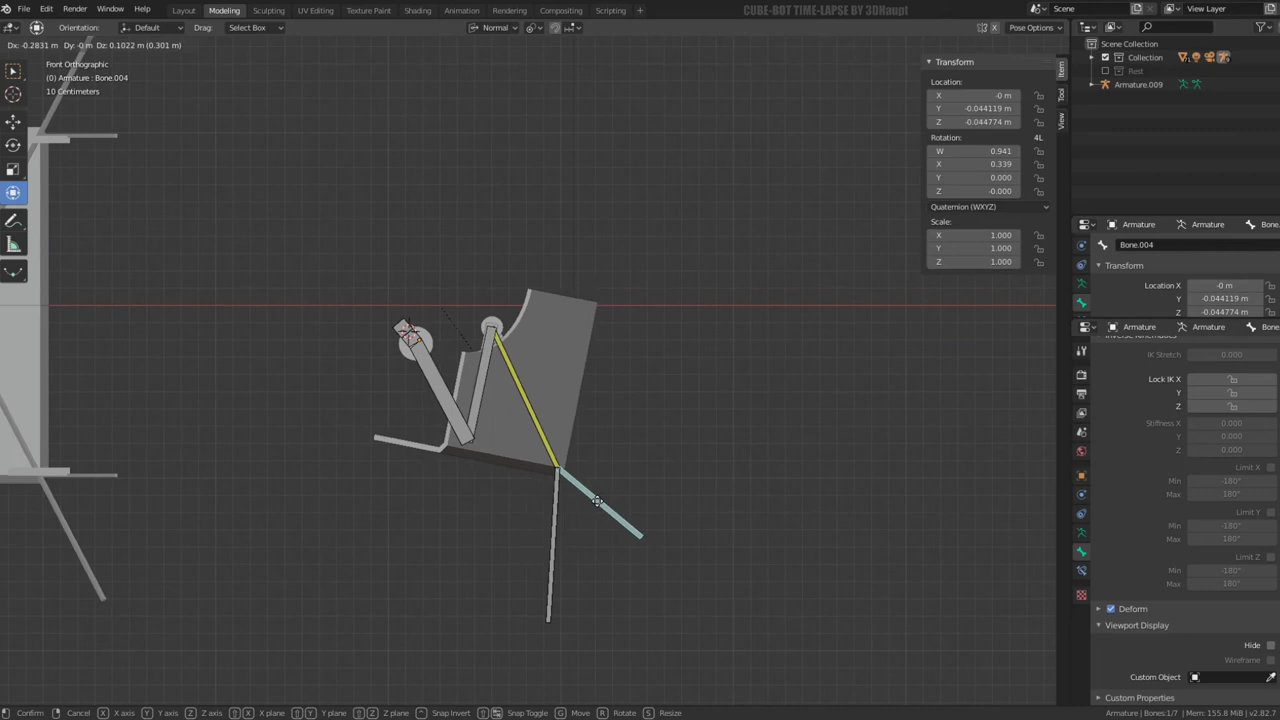 File Edit Render Window Help Layout Modeling Sculpting UV Editing Texture Paint Shading Animation Rendering Compositing Scripting CUBE-BOT TIME-LAPSE BY 3DHaupt Scene View Layer
Orientation: Default Drag: Select Box Normal X Pose Options
Dx: -0.2831 m Dy: -0 m Dz: 0.1022 m (0.301 m)
Front Orthographic
(0) Armature : Bone.004
10 Centimeters
Transform
Location:
X -0 m
Y -0.044119 m
Z -0.044774 m
Rotation: 4L
W 0.941
X 0.339
Y 0.000
Z -0.000
Quaternion (WXYZ)
Scale:
X 1.000
Y 1.000
Z 1.000
Item
Tool
View
Scene Collection
Collection
Rest
Armature.009
Armature Armature Bone.
Bone.004
Transform
Location X -0 m
Y -0.044119 m
Z -0.044774 m
Armature Armature Bone
Inverse Kinematics
IK Stretch 0.000
Lock IK X
Y
Z
Stiffness X 0.000
Y 0.000
Z 0.000
Limit X
Min -180°
Max 180°
Limit Y
Min -180°
Max 180°
Limit Z
Min -180°
Max 180°
Deform
Viewport Display
Hide
Wireframe
Custom Object
Custom Properties
Confirm Cancel X X axis Y Y axis Z Z axis X X plane Y Y plane Z Z plane Snap Invert Snap Toggle G Move R Rotate S Resize Armature | Bones:1/7 | Mem: 155.8 MiB | v2.82.7